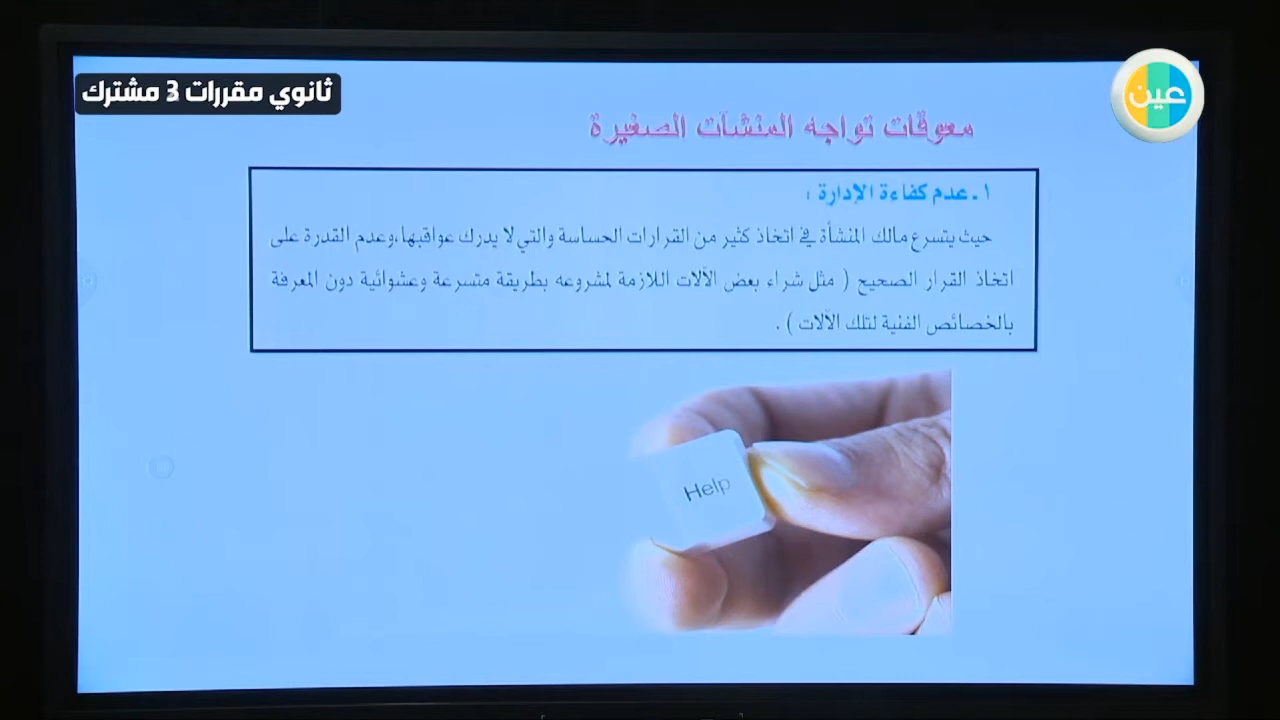 ثانوي مقررات 3 مشترك
عين
معوقات تواجه المنشآت الصغيرة
١ ـ عدم كفاءة الإدارة :
حيث يتسرع مالك المنشأة في اتخاذ كثير من القرارات الحساسة والتي لا يدرك عواقبها،وعدم القدرة على
اتخاذ القرار الصحيح ( مثل شراء بعض الآلات اللازمة لمشروعه بطريقة متسرعة وعشوائية دون المعرفة
بالخصائص الفنية لتلك الآلات ) .
Help